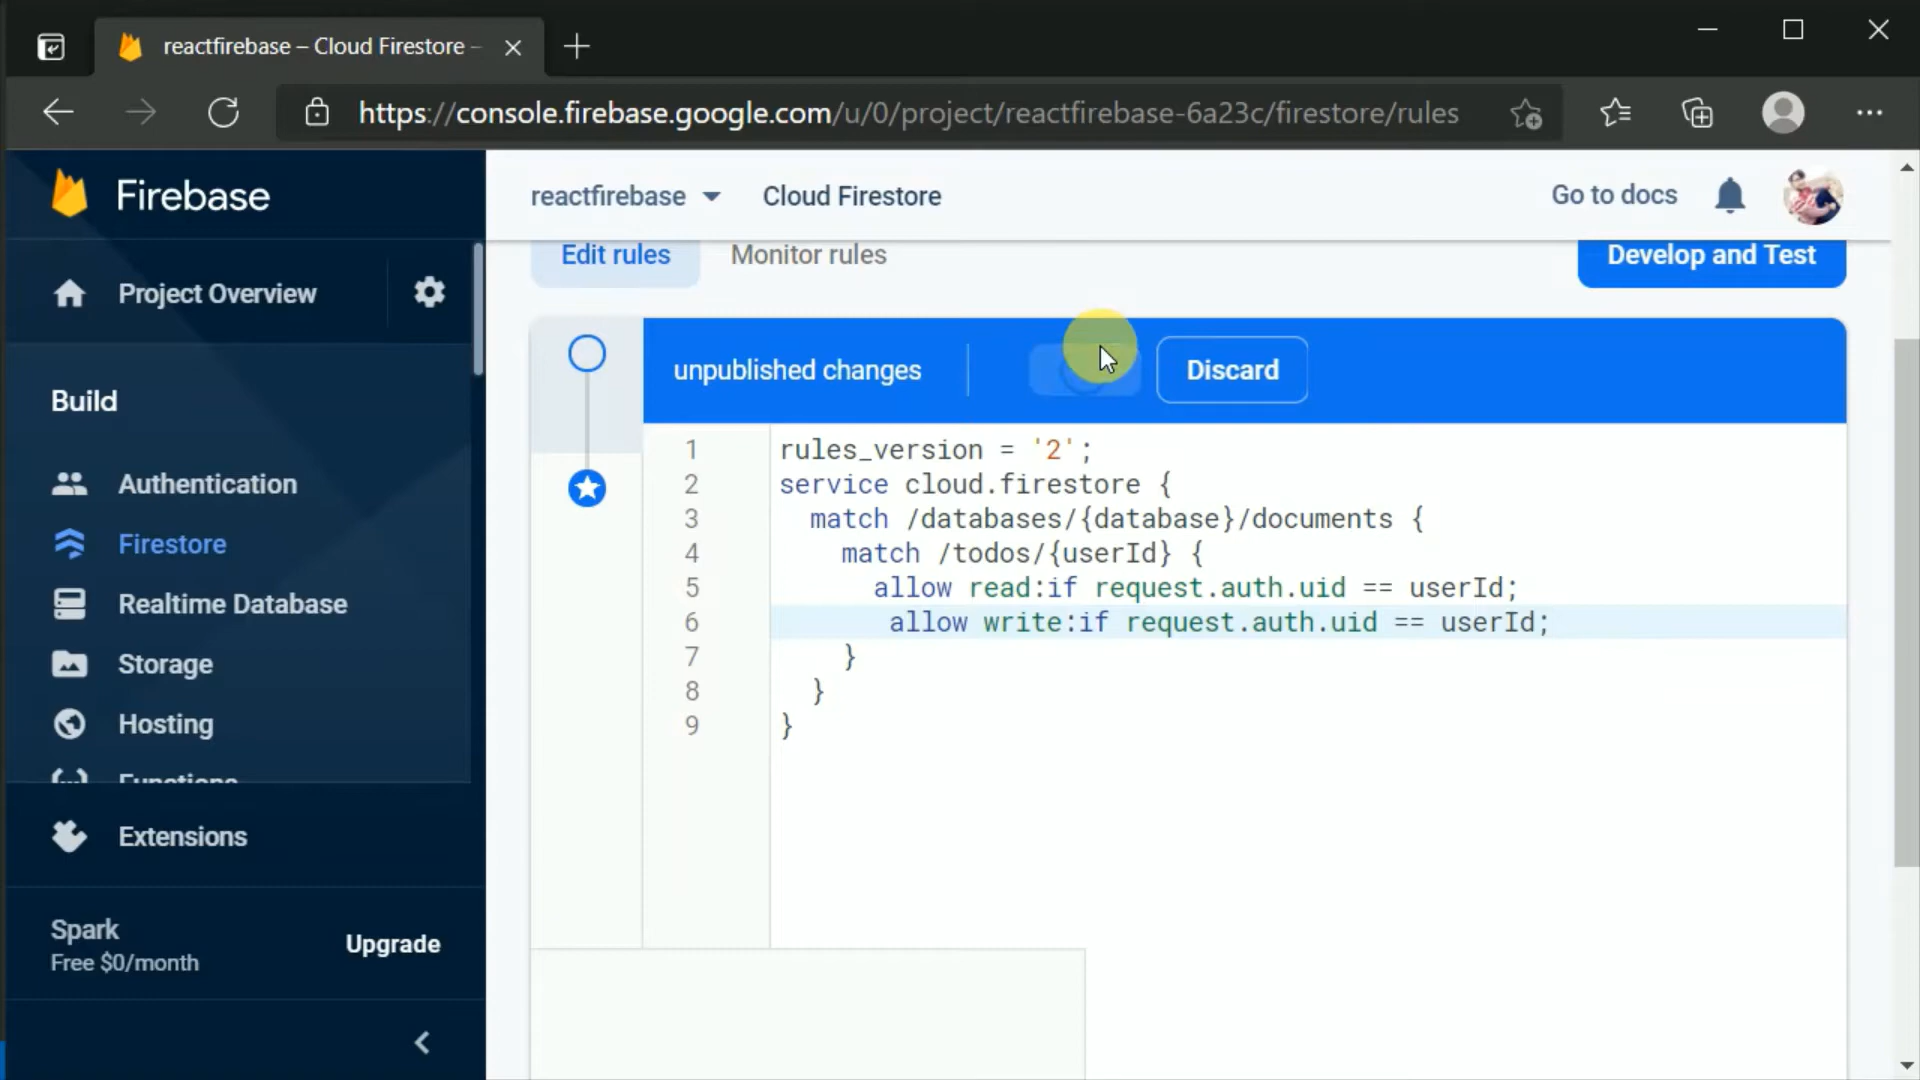 reactfirebase – Cloud Firestore –
https://console.firebase.google.com/u/0/project/reactfirebase-6a23c/firestore/rules
Firebase
reactfirebase
Cloud Firestore
Go to docs
Project Overview
Edit rules
Monitor rules
Develop and Test
unpublished changes
Discard
Build
Authentication
Firestore
Realtime Database
Storage
Hosting
Functions
Extensions
Spark
Free $0/month
Upgrade
1 rules_version = '2';
2 service cloud.firestore {
3 match /databases/{database}/documents {
4 match /todos/{userId} {
5 allow read:if request.auth.uid == userId;
6 allow write:if request.auth.uid == userId;
7 }
8 }
9 }